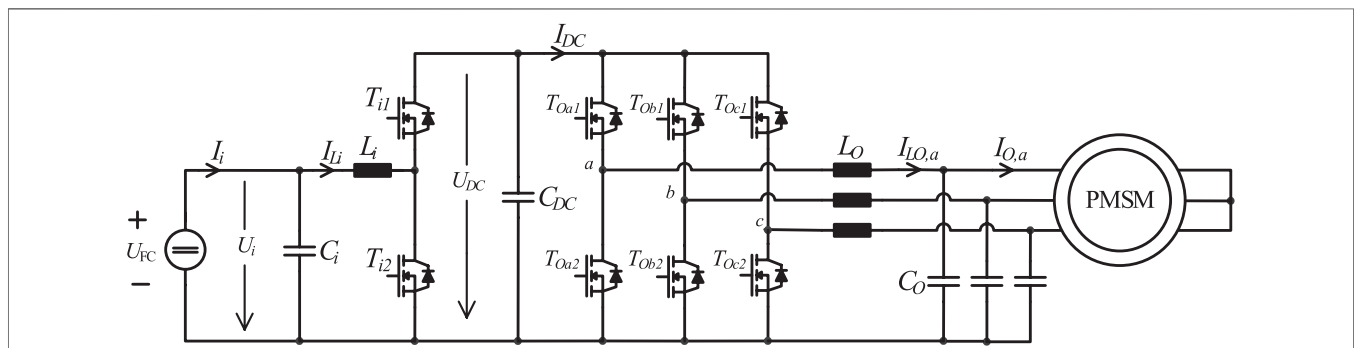 I_DC
T_i1
T_Oa1
T_Ob1
T_Oc1
I_i
I_Li
L_i
a
L_O
I_LO,a
I_O,a
U_DC
C_DC
b
PMSM
+
U_FC
−
U_i
C_i
c
T_i2
T_Oa2
T_Ob2
T_Oc2
C_O